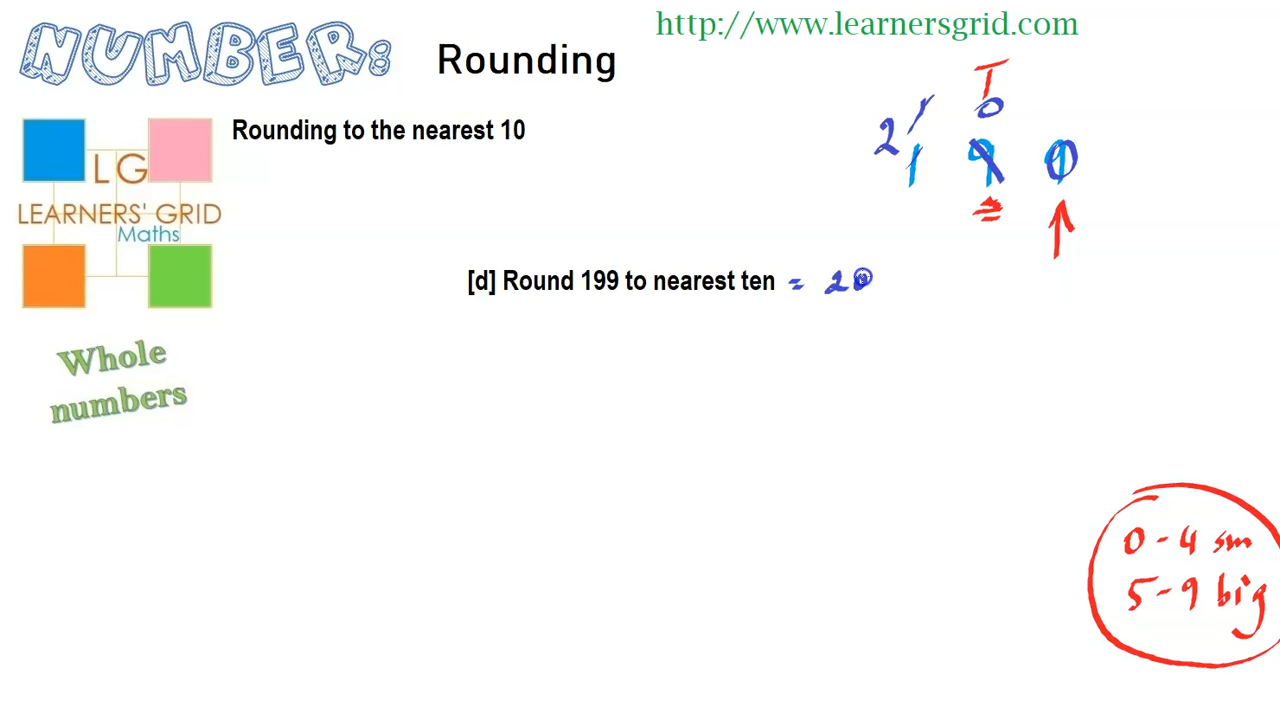 http://www.learnersgrid.com
NUMBER:
Rounding
T
0
2 1
1 9
Rounding to the nearest 10
LG
LEARNERS' GRID
Maths
[d] Round 199 to nearest ten = 20
Whole
numbers
0-4 sm
5-9 big